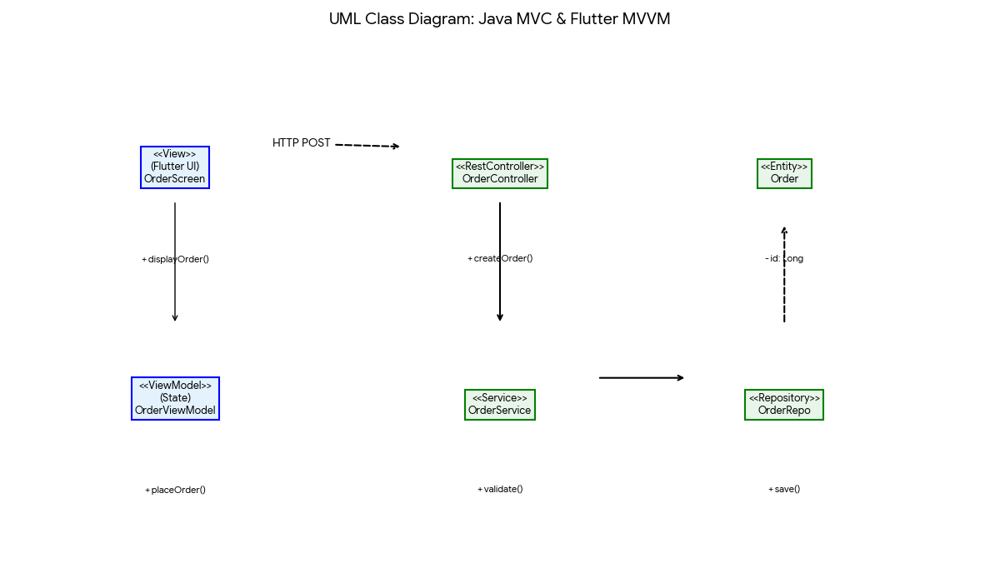 UML Class Diagram: Java MVC & Flutter MVVM
HTTP POST
<<View>>
(Flutter UI)
OrderScreen
<<RestController>>
OrderController
<<Entity>>
Order
+ displayOrder()
+ createOrder()
- id: Long
<<ViewModel>>
(State)
OrderViewModel
<<Service>>
OrderService
<<Repository>>
OrderRepo
+ placeOrder()
+ validate()
+ save()